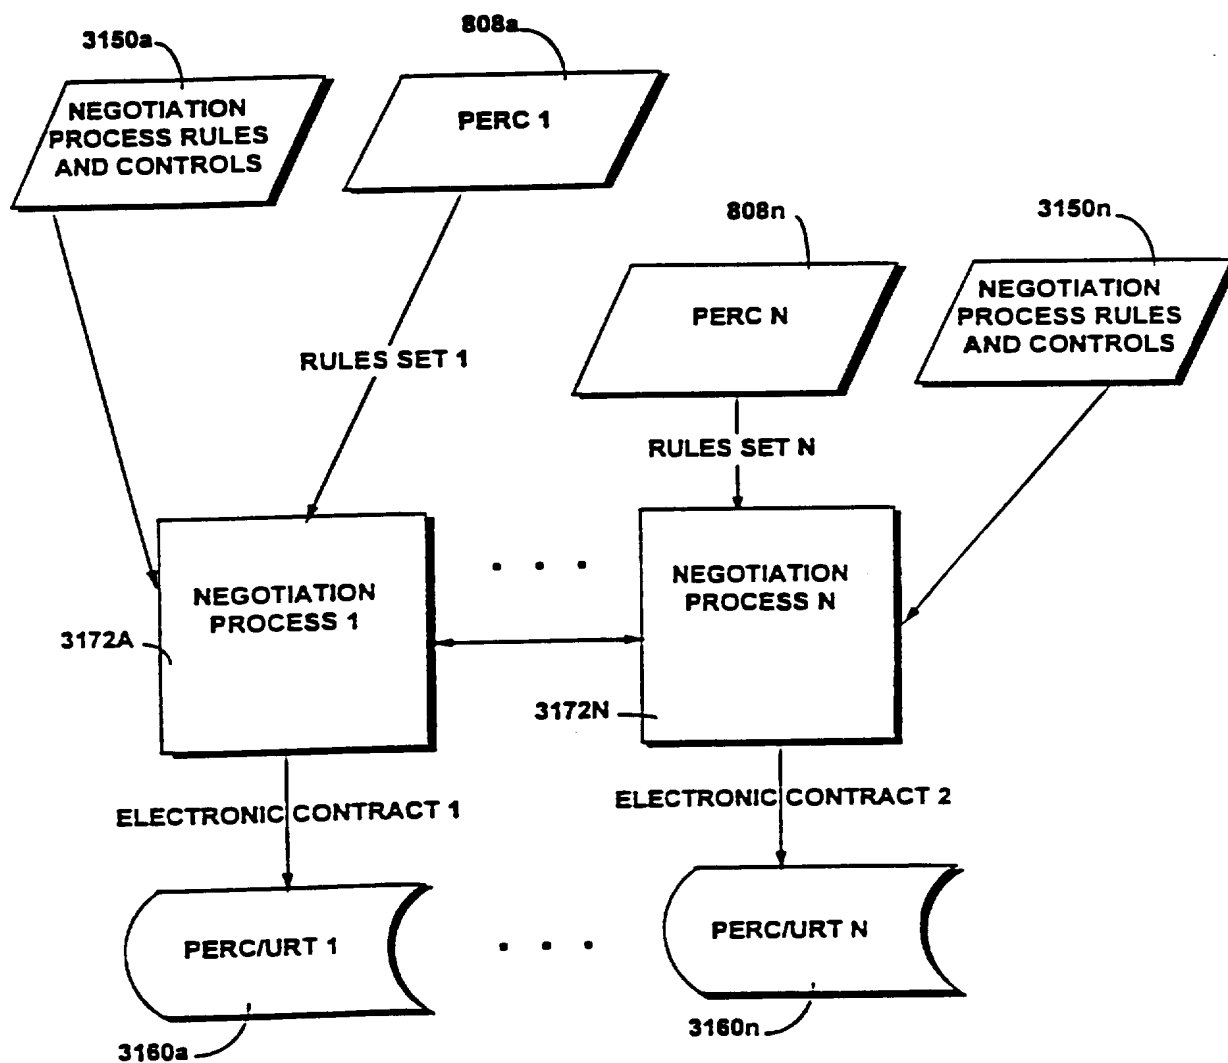 3150a
808a
NEGOTIATION
PROCESS RULES
AND CONTROLS
PERC 1
808n
3150n
PERC N
NEGOTIATION
PROCESS RULES
AND CONTROLS
RULES SET 1
RULES SET N
NEGOTIATION
PROCESS 1
. . .
NEGOTIATION
PROCESS N
3172A
3172N
ELECTRONIC CONTRACT 1
ELECTRONIC CONTRACT 2
PERC/URT 1
. . .
PERC/URT N
3160a
3160n